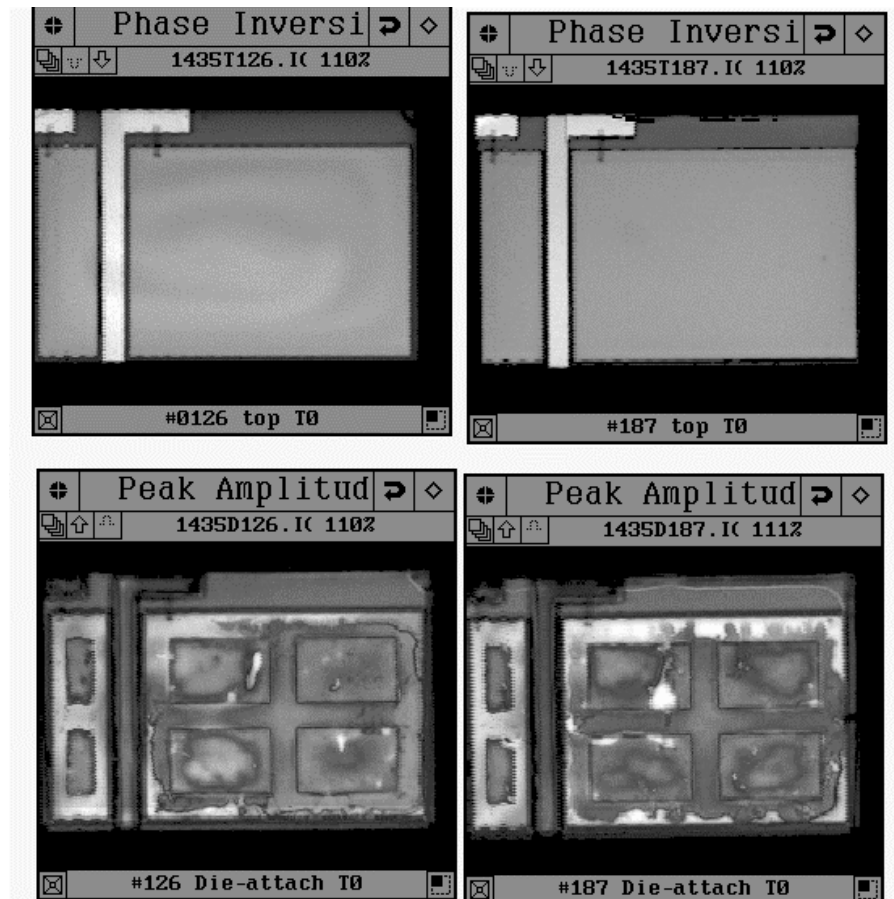 Phase Inversi
1435T126.I( 110%
#0126 top T0
Phase Inversi
1435T187.I( 110%
#187 top T0
Peak Amplitud
1435D126.I( 110%
#126 Die-attach T0
Peak Amplitud
1435D187.I( 111%
#187 Die-attach T0